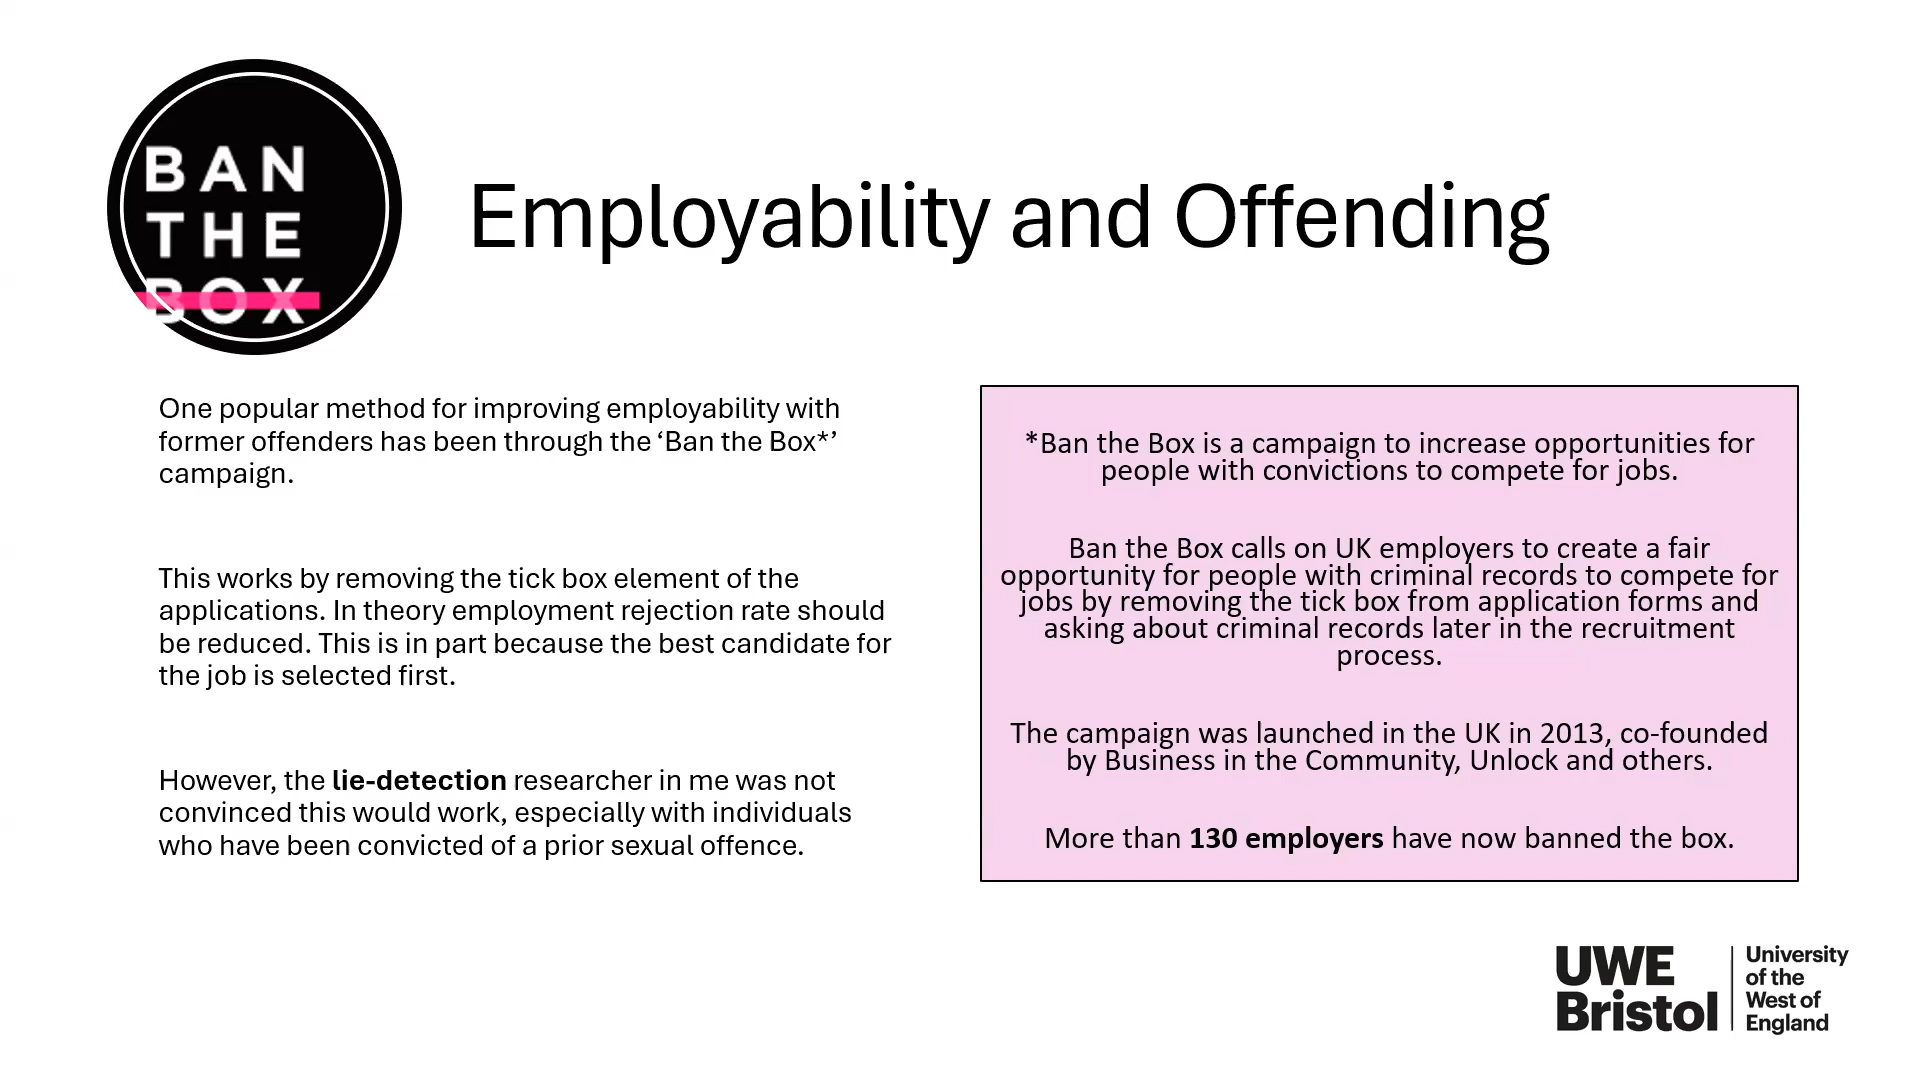 BAN
THE
BOX
Employability and Offending
One popular method for improving employability with
former offenders has been through the ‘Ban the Box*’
campaign.
This works by removing the tick box element of the
applications. In theory employment rejection rate should
be reduced. This is in part because the best candidate for
the job is selected first.
However, the lie-detection researcher in me was not
convinced this would work, especially with individuals
who have been convicted of a prior sexual offence.
*Ban the Box is a campaign to increase opportunities for
people with convictions to compete for jobs.
Ban the Box calls on UK employers to create a fair
opportunity for people with criminal records to compete for
jobs by removing the tick box from application forms and
asking about criminal records later in the recruitment
process.
The campaign was launched in the UK in 2013, co-founded
by Business in the Community, Unlock and others.
More than 130 employers have now banned the box.
UWE
Bristol
University
of the
West of
England